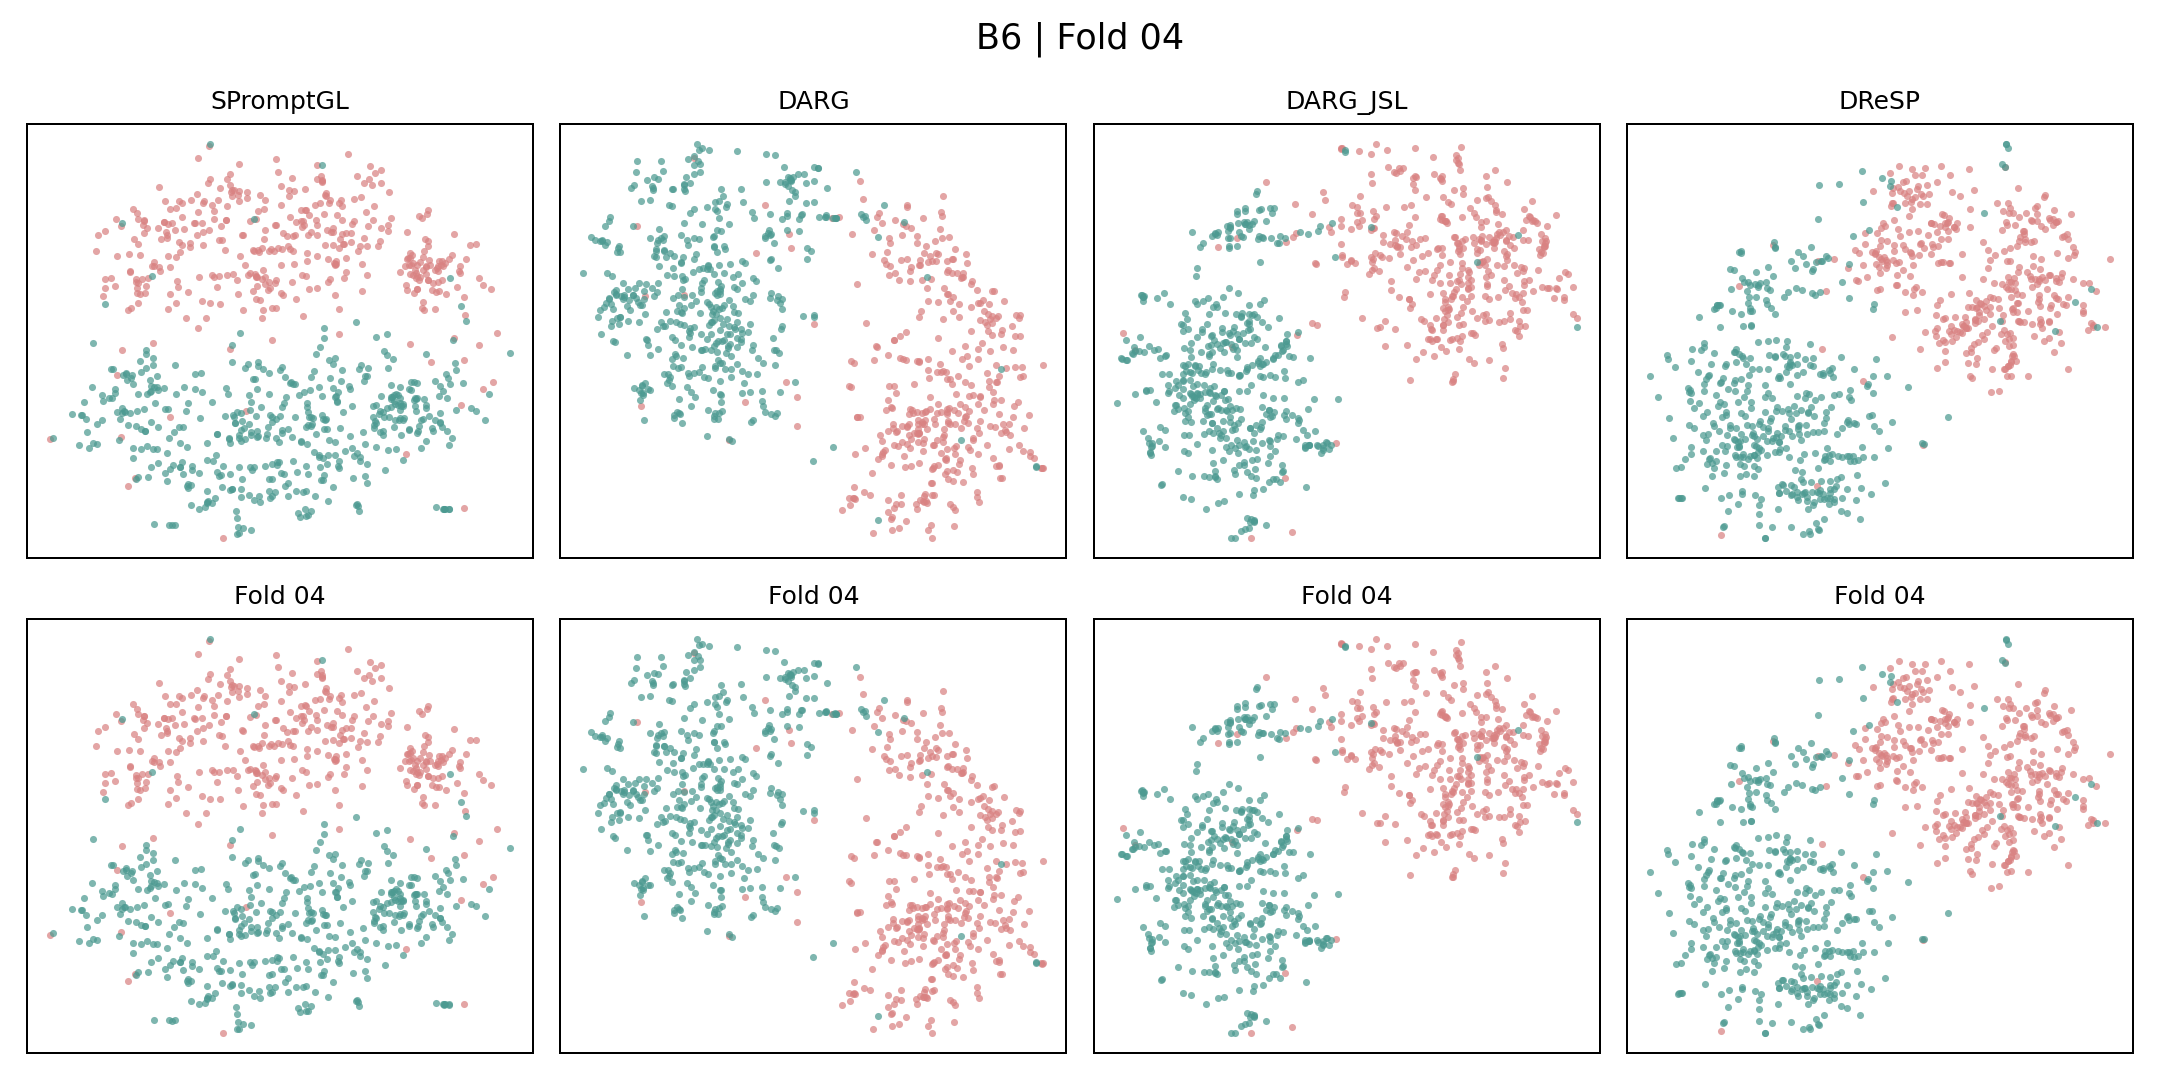 B6 | Fold 04
SPromptGL
DARG
DARG_JSL
DReSP
Fold 04
Fold 04
Fold 04
Fold 04